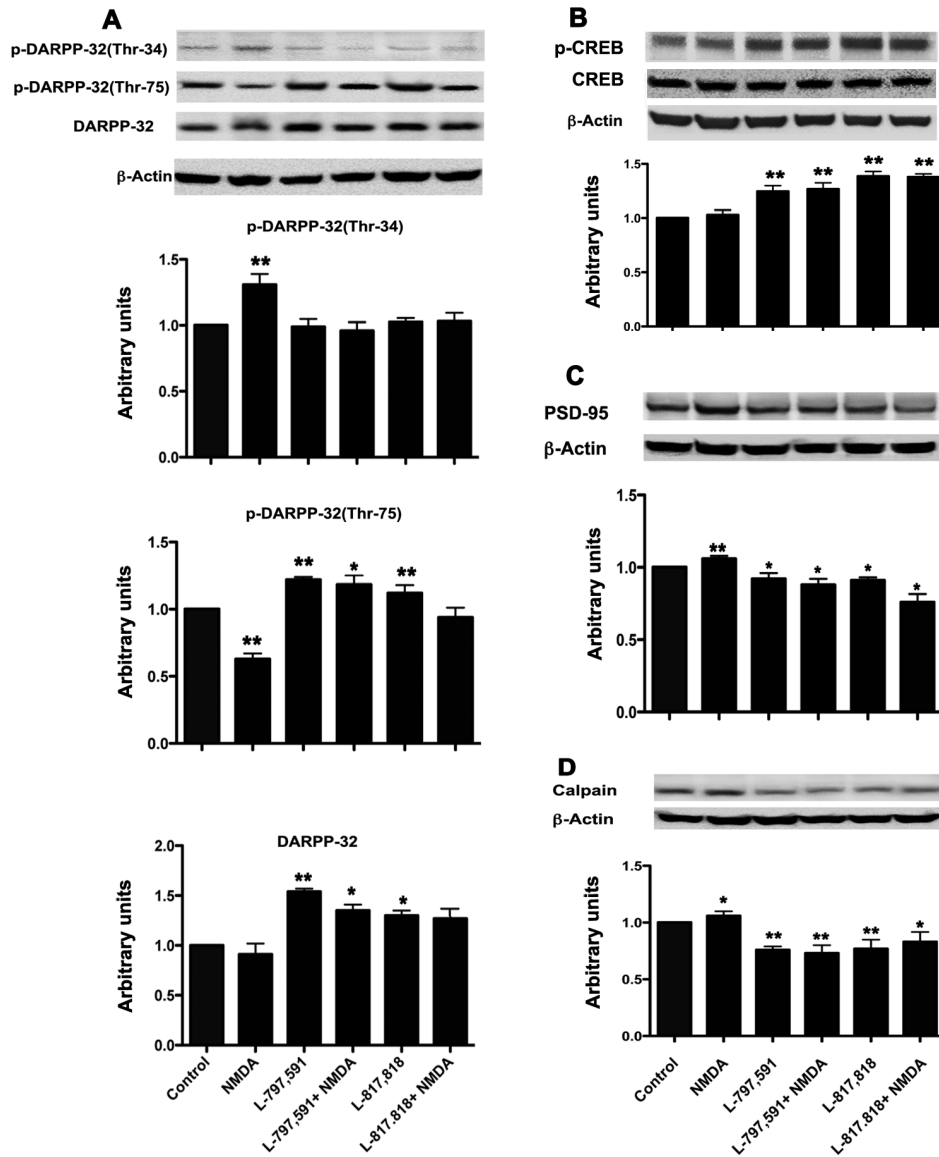 A
p-DARPP-32(Thr-34)
p-DARPP-32(Thr-75)
DARPP-32
β-Actin
p-DARPP-32(Thr-34)
Arbitrary units
1.5
1.0
0.5
0.0
**
p-DARPP-32(Thr-75)
Arbitrary units
1.5
1.0
0.5
0.0
** ** * **
DARPP-32
Arbitrary units
2.0
1.5
1.0
0.5
0.0
** * *
Control
NMDA
L-797,591
L-797,591+ NMDA
L-817,818
L-817.818+ NMDA
B
p-CREB
CREB
β-Actin
Arbitrary units
1.5
1.0
0.5
0.0
** ** ** **
C
PSD-95
β-Actin
Arbitrary units
1.5
1.0
0.5
0.0
** * * * *
D
Calpain
β-Actin
Arbitrary units
1.5
1.0
0.5
0.0
* ** ** ** *
Control
NMDA
L-797,591
L-797,591+ NMDA
L-817,818
L-817.818+ NMDA